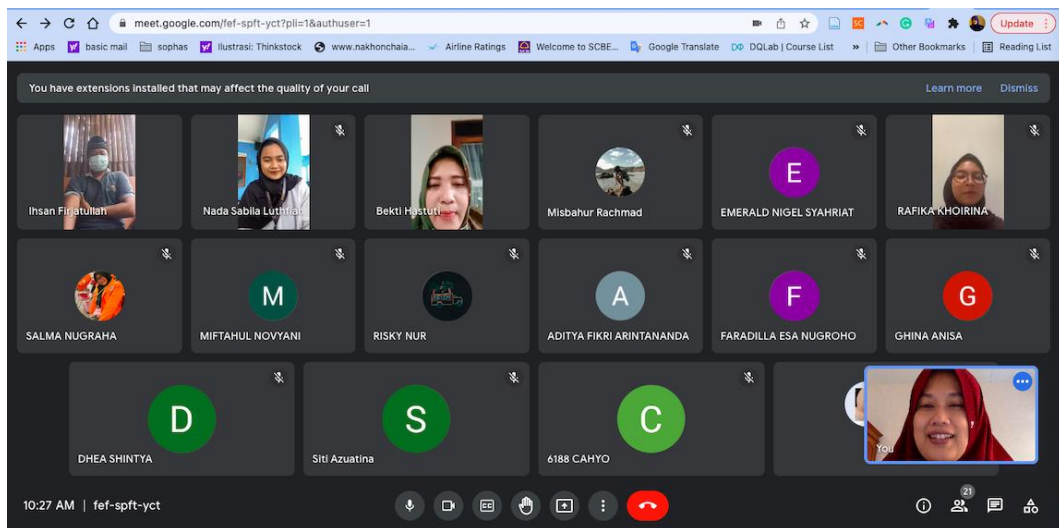 meet.google.com/fef-spft-yct?pli=1&authuser=1
Update
Apps basic mail sophas Ilustrasi: Thinkstock www.nakhonchaia... Airline Ratings Welcome to SCBE... Google Translate DQLab | Course List » Other Bookmarks Reading List
You have extensions installed that may affect the quality of your call Learn more Dismiss
Ihsan Firjatullah Nada Sabila Luthfiah Bekti Hastuti Misbahur Rachmad EMERALD NIGEL SYAHRIAT RAFIKA KHOIRINA
E
SALMA NUGRAHA MIFTAHUL NOVYANI RISKY NUR ADITYA FIKRI ARINTANANDA FARADILLA ESA NUGROHO GHINA ANISA
M A F G
D S C
You
DHEA SHINTYA Siti Azuatina 6188 CAHYO
10:27 AM | fef-spft-yct
CC
21